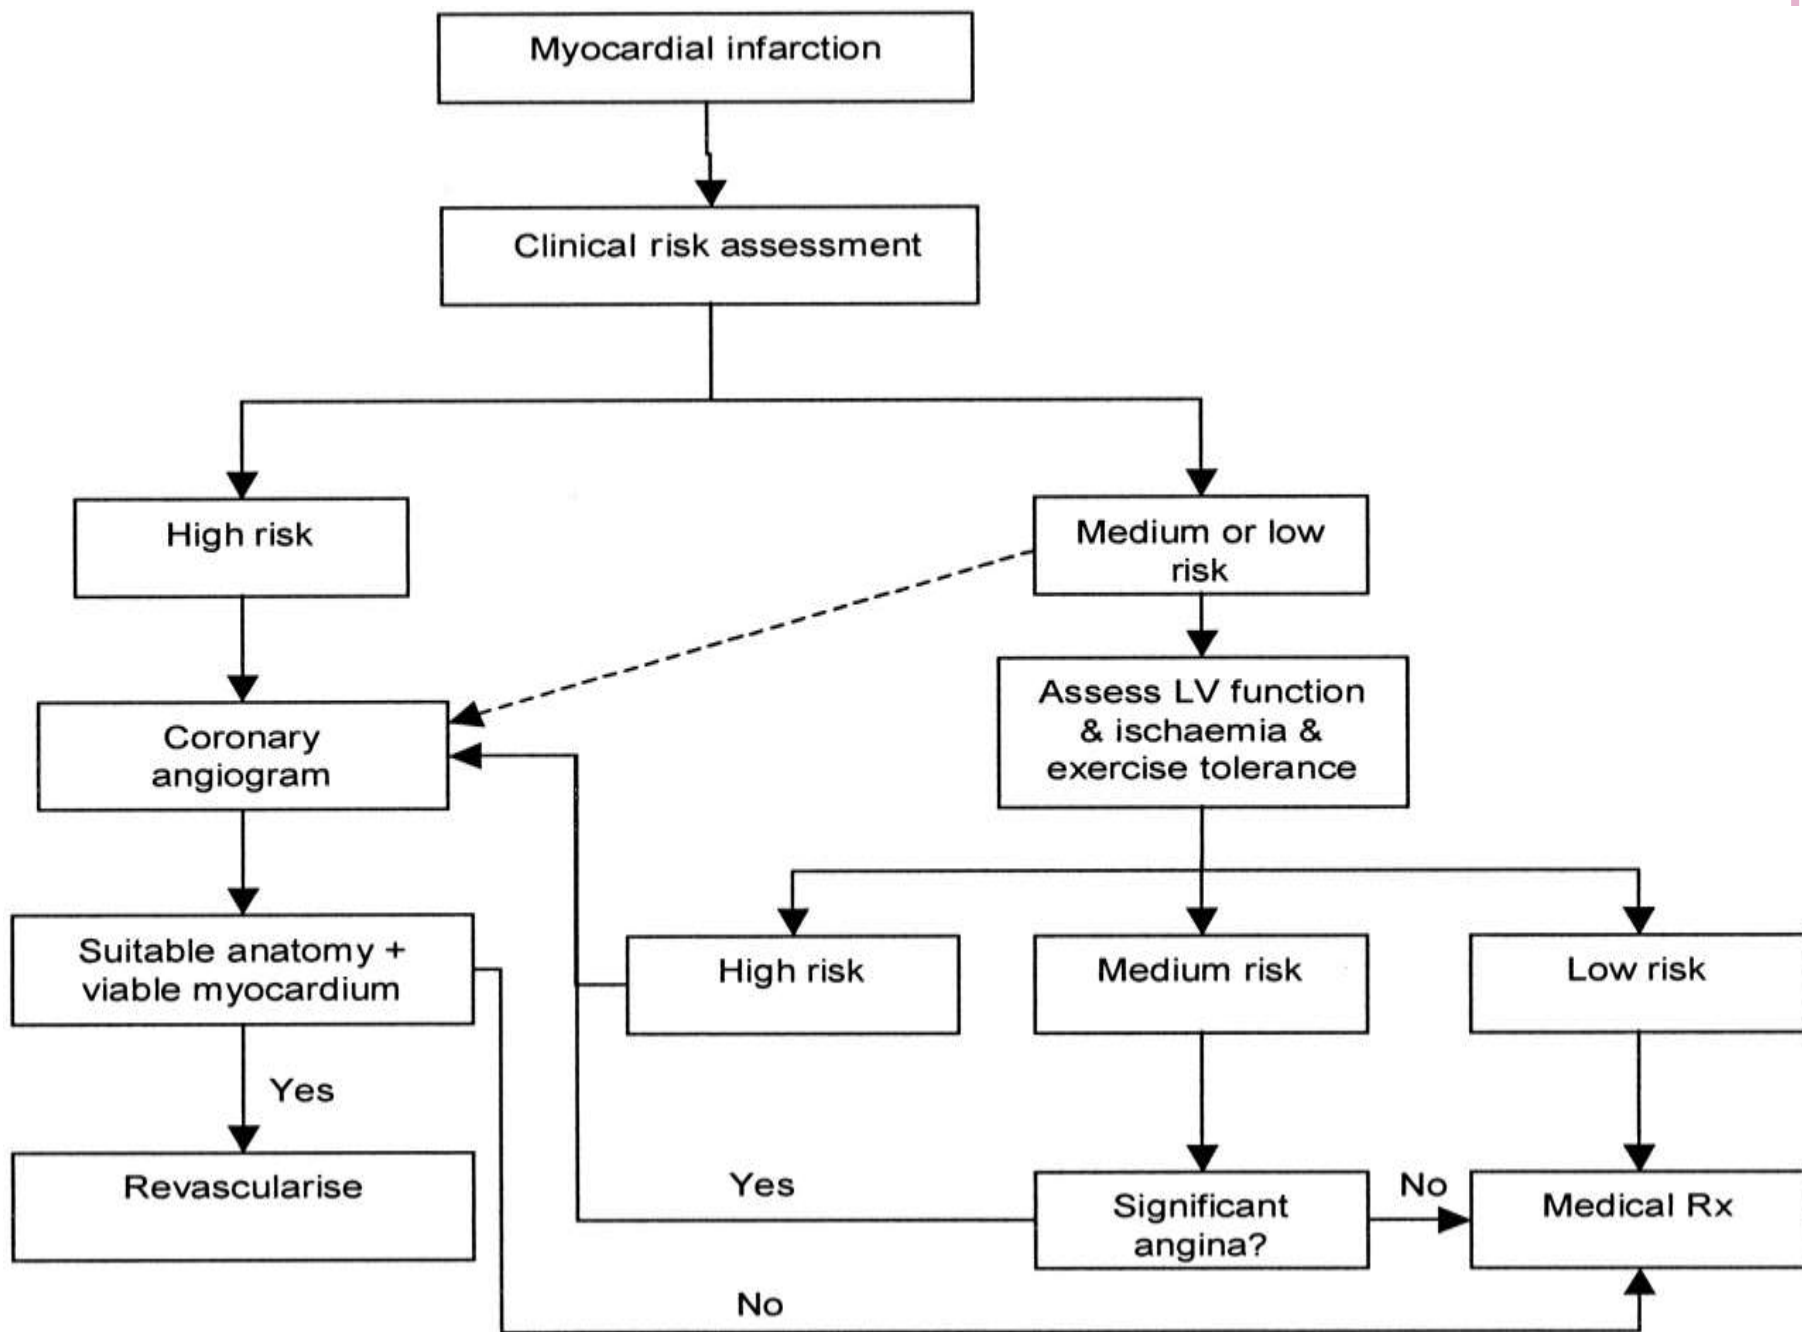 Myocardial infarction
Clinical risk assessment
High risk
Medium or low
risk
Assess LV function
& ischaemia &
exercise tolerance
Coronary
angiogram
Suitable anatomy +
viable myocardium
High risk
Medium risk
Low risk
Yes
Revascularise
Yes
Significant
angina?
No
Medical Rx
No